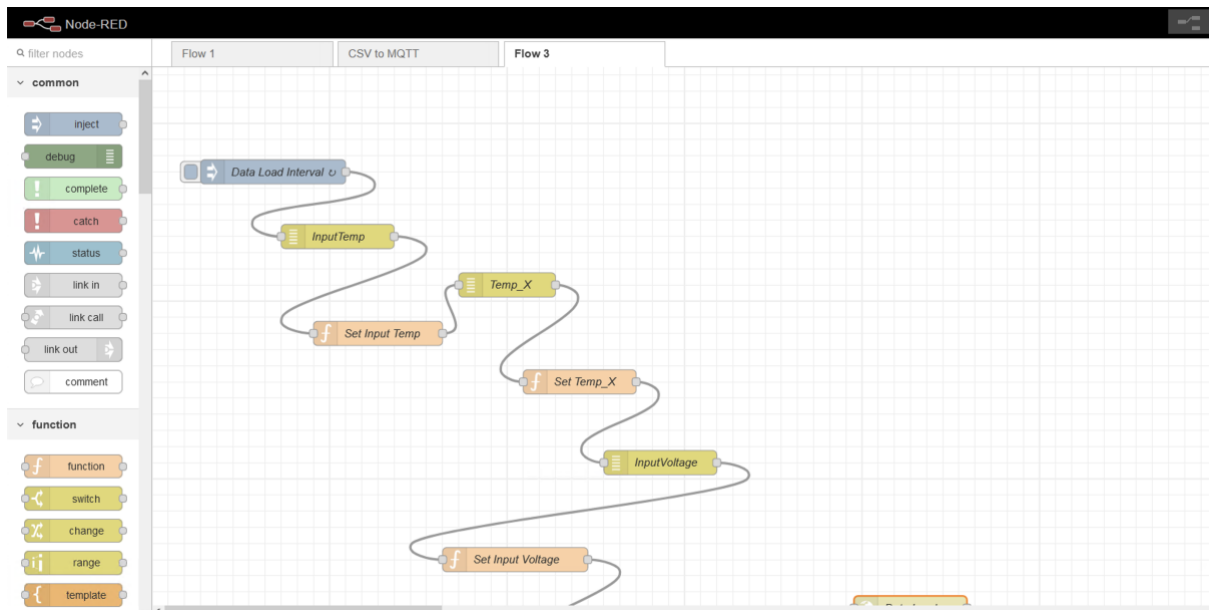 Node-RED
filter nodes
Flow 1
CSV to MQTT
Flow 3
common
inject
debug
complete
catch
status
link in
link call
link out
comment
function
function
switch
change
range
template
Data Load Interval ↻
InputTemp
Temp_X
Set Input Temp
Set Temp_X
InputVoltage
Set Input Voltage